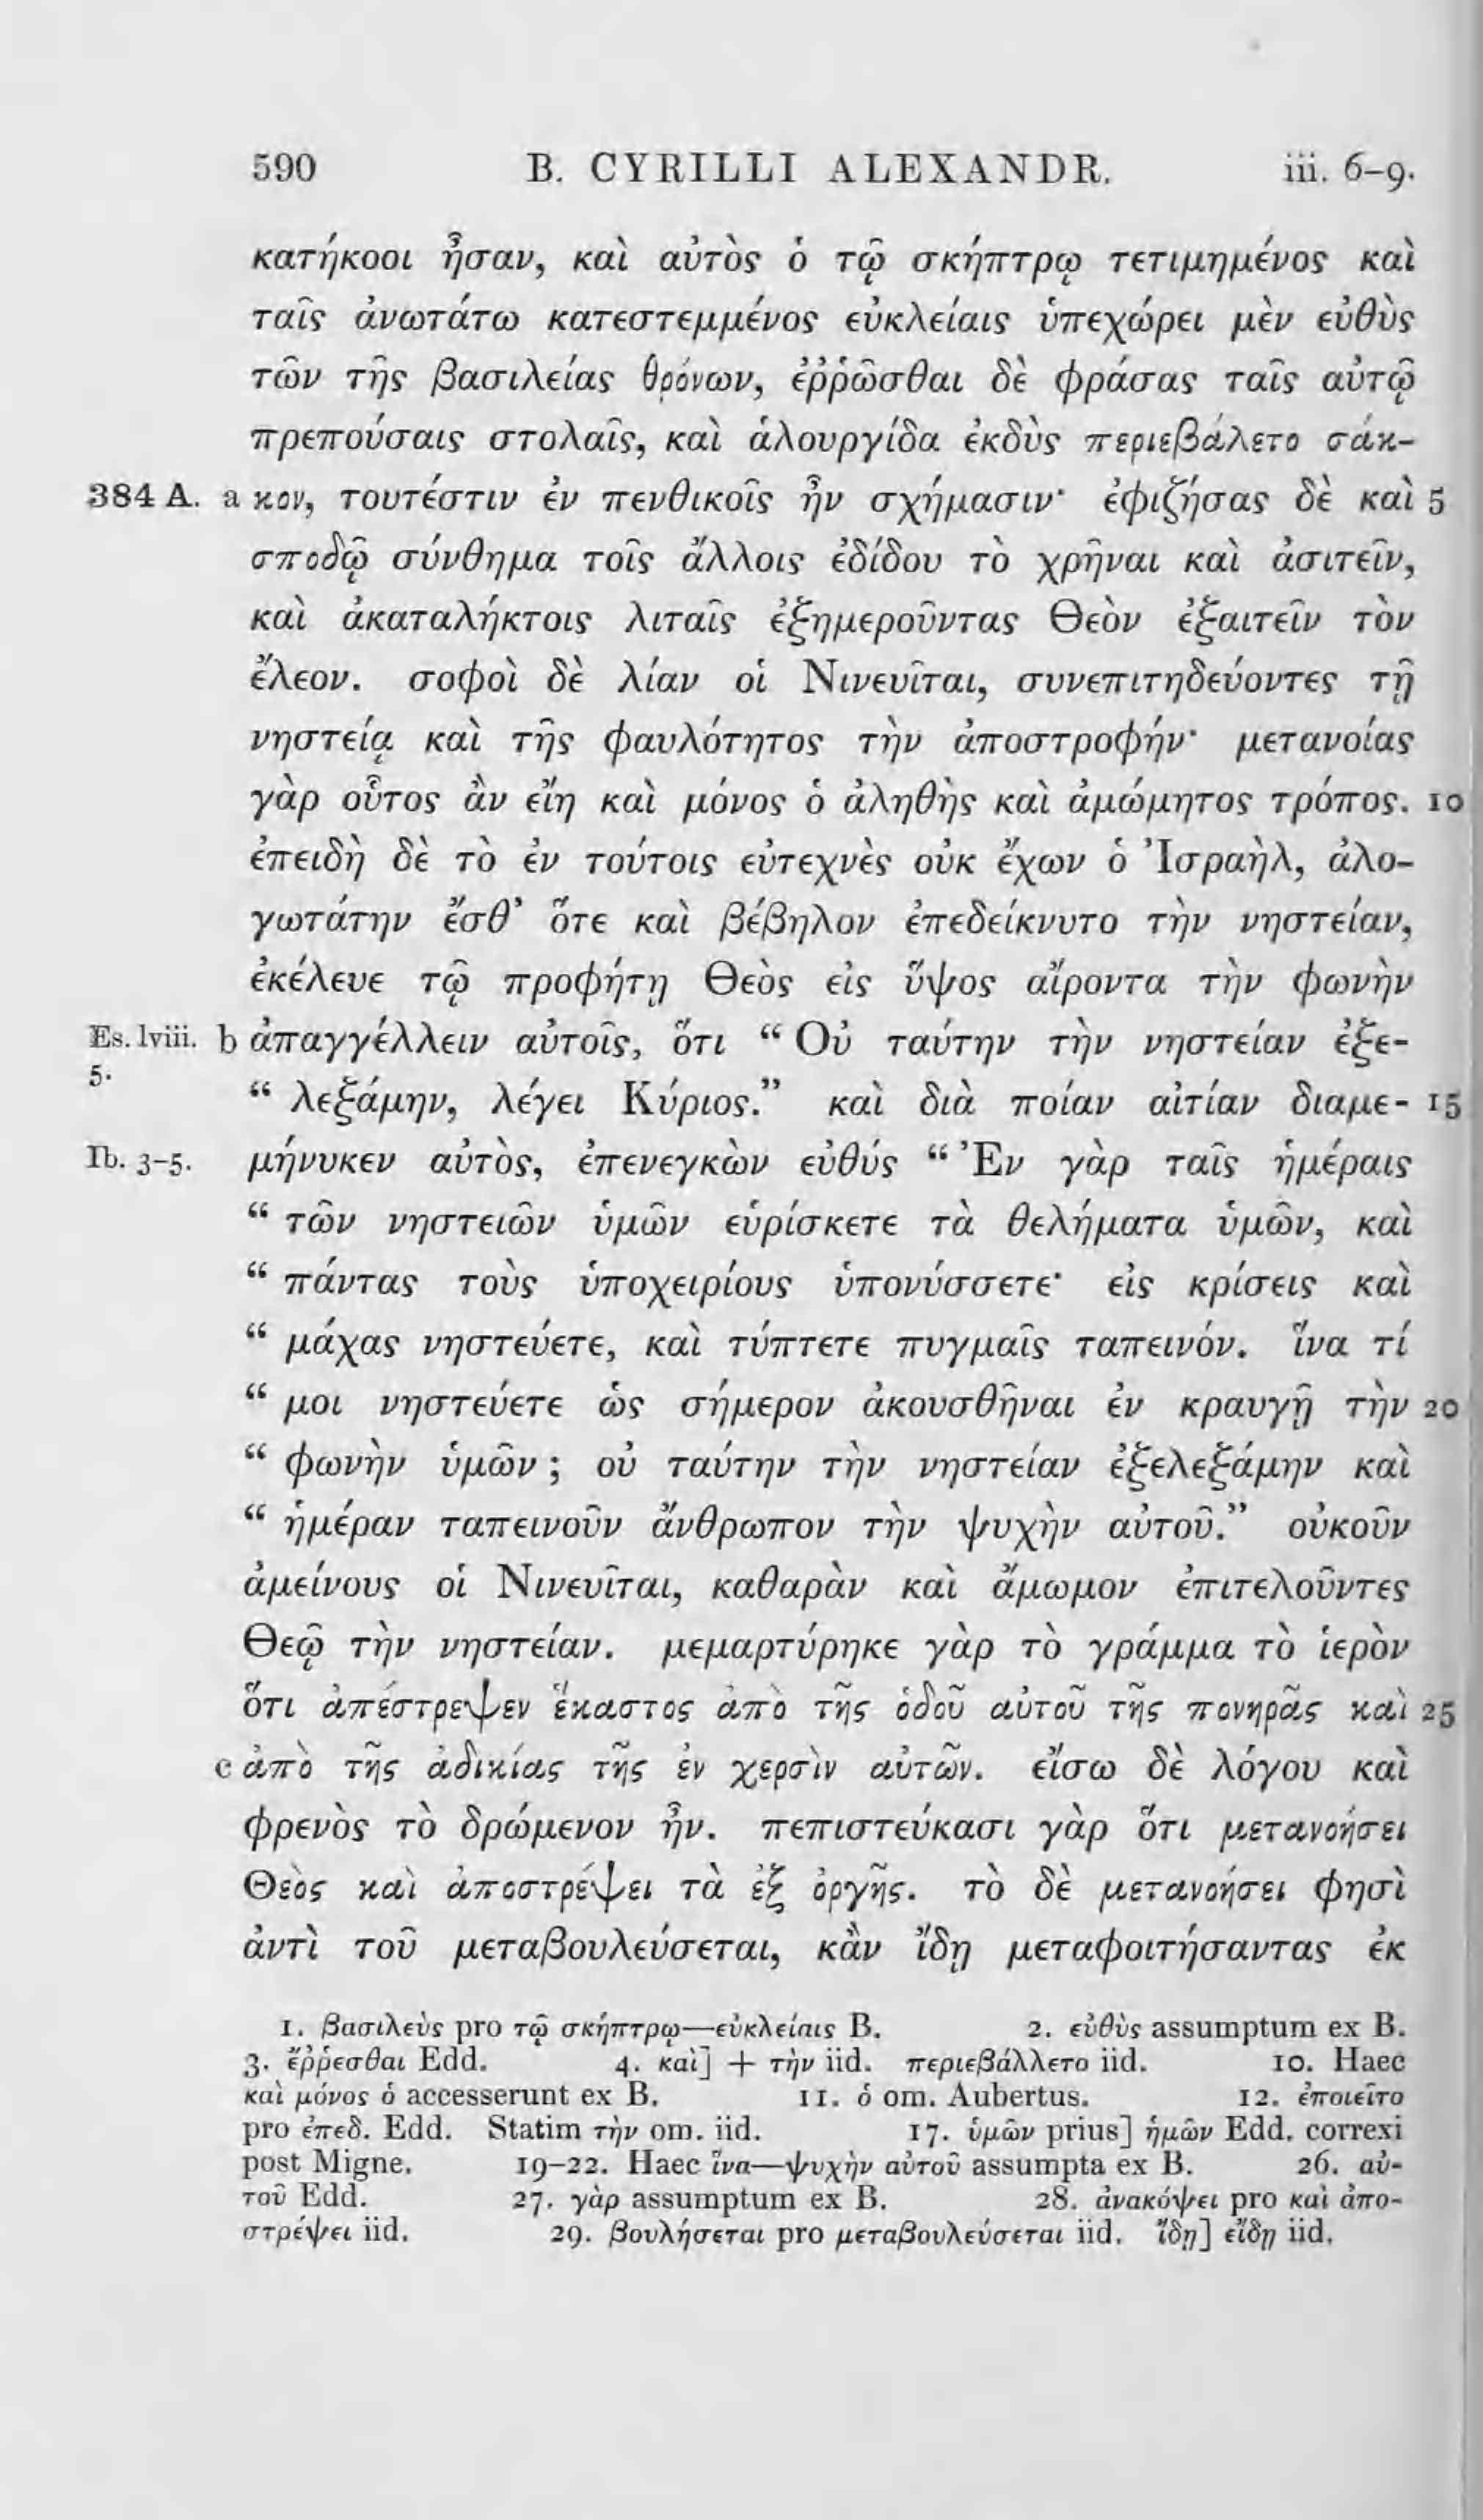 590 B. CYRILLI ALEXANDR. iii. 6–9.
κατήκοοι ἦσαν, καὶ αὐτὸς ὁ τῷ σκήπτρῳ τετιμημένος καὶ
ταῖς ἀνωτάτω κατεστεμμένος εὐκλείαις ὑπεχώρει μὲν εὐθὺς
τῶν τῆς βασιλείας θρόνων, ἐῤῥῶσθαι δὲ φράσας ταῖς αὐτῷ
πρεπούσαις στολαῖς, καὶ ἁλουργίδα ἐκδὺς περιεβάλετο σάκ-
384 A. a κον, τουτέστιν ἐν πενθικοῖς ἦν σχήμασιν· ἐφιζήσας δὲ καὶ 5
σποδῷ σύνθημα τοῖς ἄλλοις ἐδίδου τὸ χρῆναι καὶ ἀσιτεῖν,
καὶ ἀκαταλήκτοις λιταῖς ἐξημεροῦντας Θεὸν ἐξαιτεῖν τὸν
ἔλεον. σοφοὶ δὲ λίαν οἱ Νινευῖται, συνεπιτηδεύοντες τῇ
νηστείᾳ καὶ τῆς φαυλότητος τὴν ἀποστροφήν· μετανοίας
γὰρ οὗτος ἂν εἴη καὶ μόνος ὁ ἀληθὴς καὶ ἀμώμητος τρόπος. 10
ἐπειδὴ δὲ τὸ ἐν τούτοις εὐτεχνὲς οὐκ ἔχων ὁ Ἰσραὴλ, ἀλο-
γωτάτην ἔσθ’ ὅτε καὶ βέβηλον ἐπεδείκνυτο τὴν νηστείαν,
ἐκέλευε τῷ προφήτῃ Θεὸς εἰς ὕψος αἴροντα τὴν φωνὴν
Es. lviii. b ἀπαγγέλλειν αὐτοῖς, ὅτι “ Οὐ ταύτην τὴν νηστείαν ἐξε-
5. “ λεξάμην, λέγει Κύριος.” καὶ διὰ ποίαν αἰτίαν διαμε- 15
Ib. 3–5. μήνυκεν αὐτὸς, ἐπενεγκὼν εὐθύς “ Ἐν γὰρ ταῖς ἡμέραις
“ τῶν νηστειῶν ὑμῶν εὑρίσκετε τὰ θελήματα ὑμῶν, καὶ
“ πάντας τοὺς ὑποχειρίους ὑπονύσσετε· εἰς κρίσεις καὶ
“ μάχας νηστεύετε, καὶ τύπτετε πυγμαῖς ταπεινόν. ἵνα τί
“ μοι νηστεύετε ὡς σήμερον ἀκουσθῆναι ἐν κραυγῇ τὴν 20
“ φωνὴν ὑμῶν ; οὐ ταύτην τὴν νηστείαν ἐξελεξάμην καὶ
“ ἡμέραν ταπεινοῦν ἄνθρωπον τὴν ψυχὴν αὐτοῦ.” οὐκοῦν
ἀμείνους οἱ Νινευῖται, καθαρὰν καὶ ἄμωμον ἐπιτελοῦντες
Θεῷ τὴν νηστείαν. μεμαρτύρηκε γὰρ τὸ γράμμα τὸ ἱερὸν
ὅτι ἀπέστρεψεν ἕκαστος ἀπὸ τῆς ὁδοῦ αὐτοῦ τῆς πονηρᾶς καὶ 25
c ἀπὸ τῆς ἀδικίας τῆς ἐν χερσὶν αὐτῶν. εἴσω δὲ λόγου καὶ
φρενὸς τὸ δρώμενον ἦν. πεπιστεύκασι γὰρ ὅτι μετανοήσει
Θεὸς καὶ ἀποστρέψει τὰ ἐξ ὀργῆς. τὸ δὲ μετανοήσει φησὶ
ἀντὶ τοῦ μεταβουλεύσεται, κἂν ἴδῃ μεταφοιτήσαντας ἐκ
1. βασιλεὺς pro τῷ σκήπτρῳ—εὐκλείαις B. 2. εὐθὺς assumptum ex B.
3. ἔῤῥεσθαι Edd. 4. καὶ] + τὴν iid. περιεβάλλετο iid. 10. Haec
καὶ μόνος ὁ accesserunt ex B. 11. ὁ om. Aubertus. 12. ἐποιεῖτο
pro ἐπεδ. Edd. Statim τὴν om. iid. 17. ὑμῶν prius] ἡμῶν Edd. correxi
post Migne. 19–22. Haec ἵνα—ψυχὴν αὐτοῦ assumpta ex B. 26. αὐ-
τοῦ Edd. 27. γὰρ assumptum ex B. 28. ἀνακόψει pro καὶ ἀπο-
στρέψει iid. 29. βουλήσεται pro μεταβουλεύσεται iid. ἴδῃ] εἴδῃ iid.